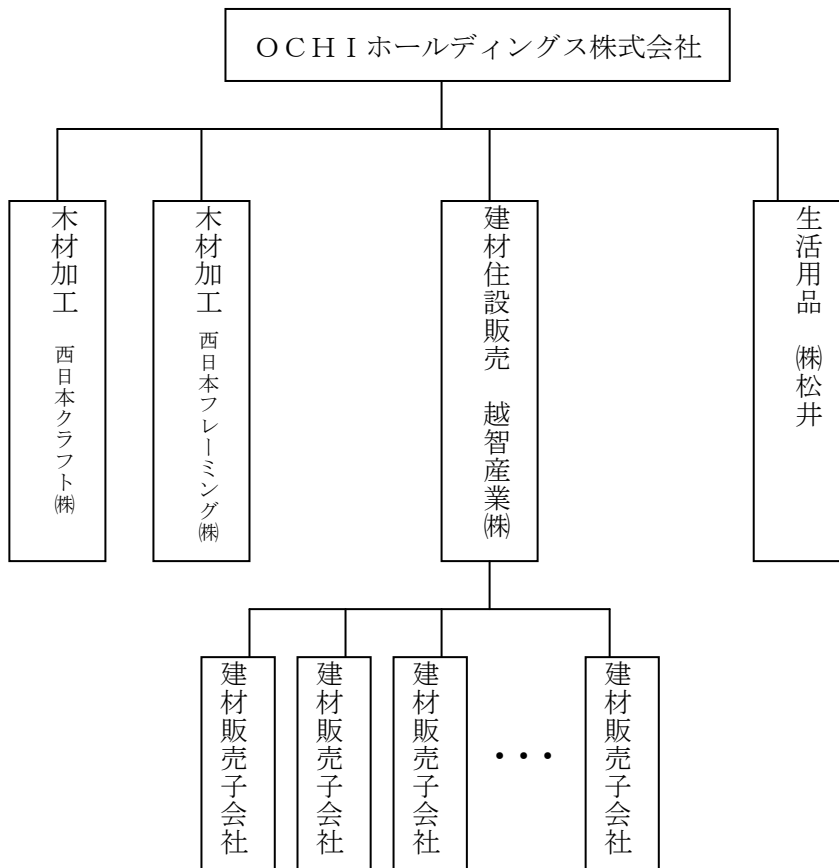 OCHIホールディングス株式会社
木材加工 西日本クラフト㈱
木材加工 西日本フレーミング㈱
建材住設販売 越智産業㈱
生活用品 ㈱松井
建材販売子会社
建材販売子会社
建材販売子会社
・・・
建材販売子会社